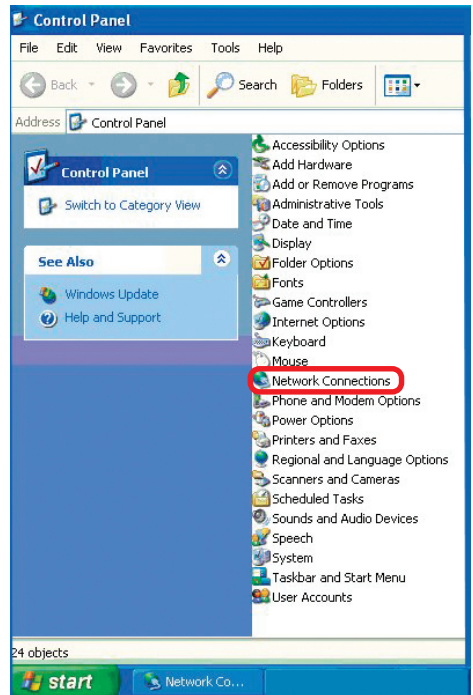 Control Panel
File Edit View Favorites Tools Help
Back Search Folders
Address Control Panel
Control Panel
Switch to Category View
See Also
Windows Update
Help and Support
Accessibility Options
Add Hardware
Add or Remove Programs
Administrative Tools
Date and Time
Display
Folder Options
Fonts
Game Controllers
Internet Options
Keyboard
Mouse
Network Connections
Phone and Modem Options
Power Options
Printers and Faxes
Regional and Language Options
Scanners and Cameras
Scheduled Tasks
Sounds and Audio Devices
Speech
System
Taskbar and Start Menu
User Accounts
24 objects
start Network Co...